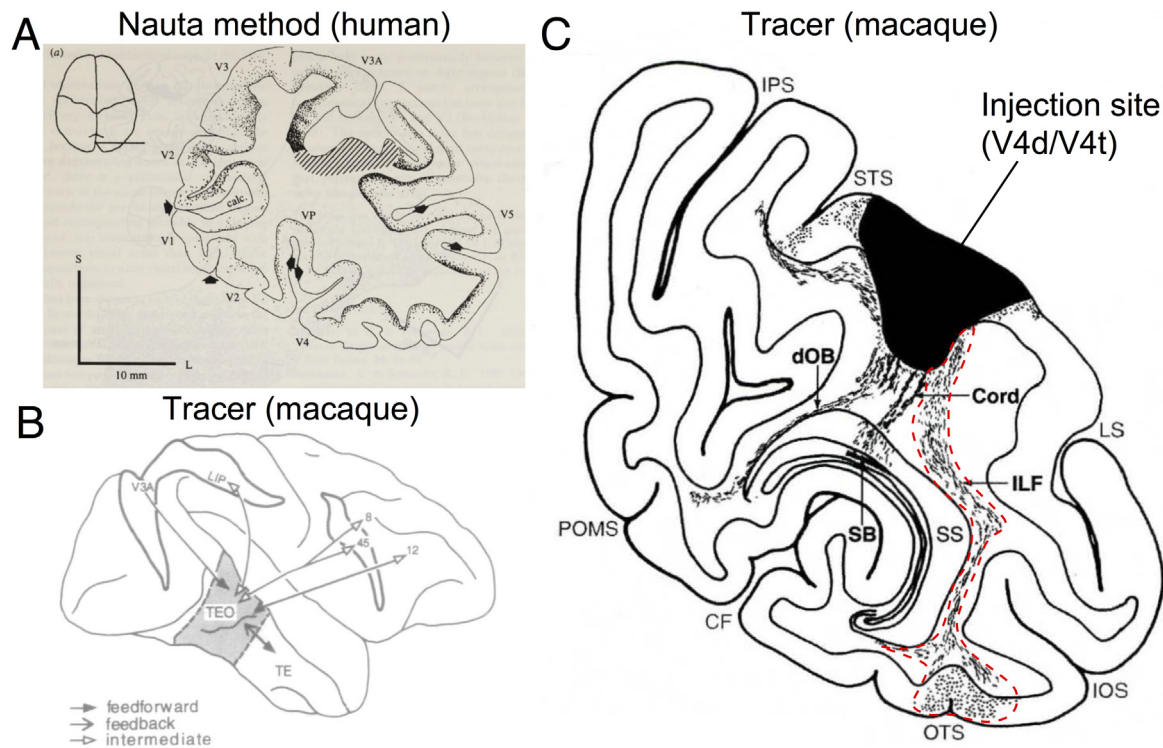 A
Nauta method (human)
(a)
V3
V3A
V2
calc.
VP
V5
V1
V2
V4
S
L
10 mm
B
Tracer (macaque)
V3A
LIP
8
45
12
TEO
TE
feedforward
feedback
intermediate
C
Tracer (macaque)
IPS
Injection site
(V4d/V4t)
STS
dOB
Cord
LS
ILF
POMS
SB
SS
CF
IOS
OTS